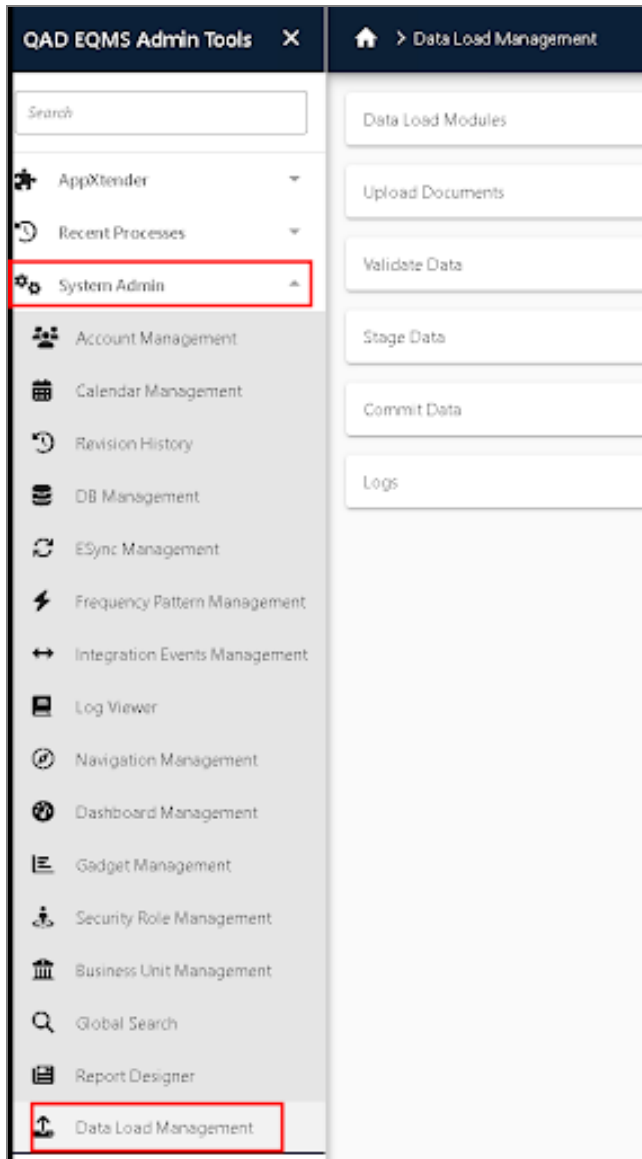 QAD EQMS Admin Tools ×
Search
AppXtender
Recent Processes
System Admin
Account Management
Calendar Management
Revision History
DB Management
ESync Management
Frequency Pattern Management
Integration Events Management
Log Viewer
Navigation Management
Dashboard Management
Gadget Management
Security Role Management
Business Unit Management
Global Search
Report Designer
Data Load Management
> Data Load Management
Data Load Modules
Upload Documents
Validate Data
Stage Data
Commit Data
Logs